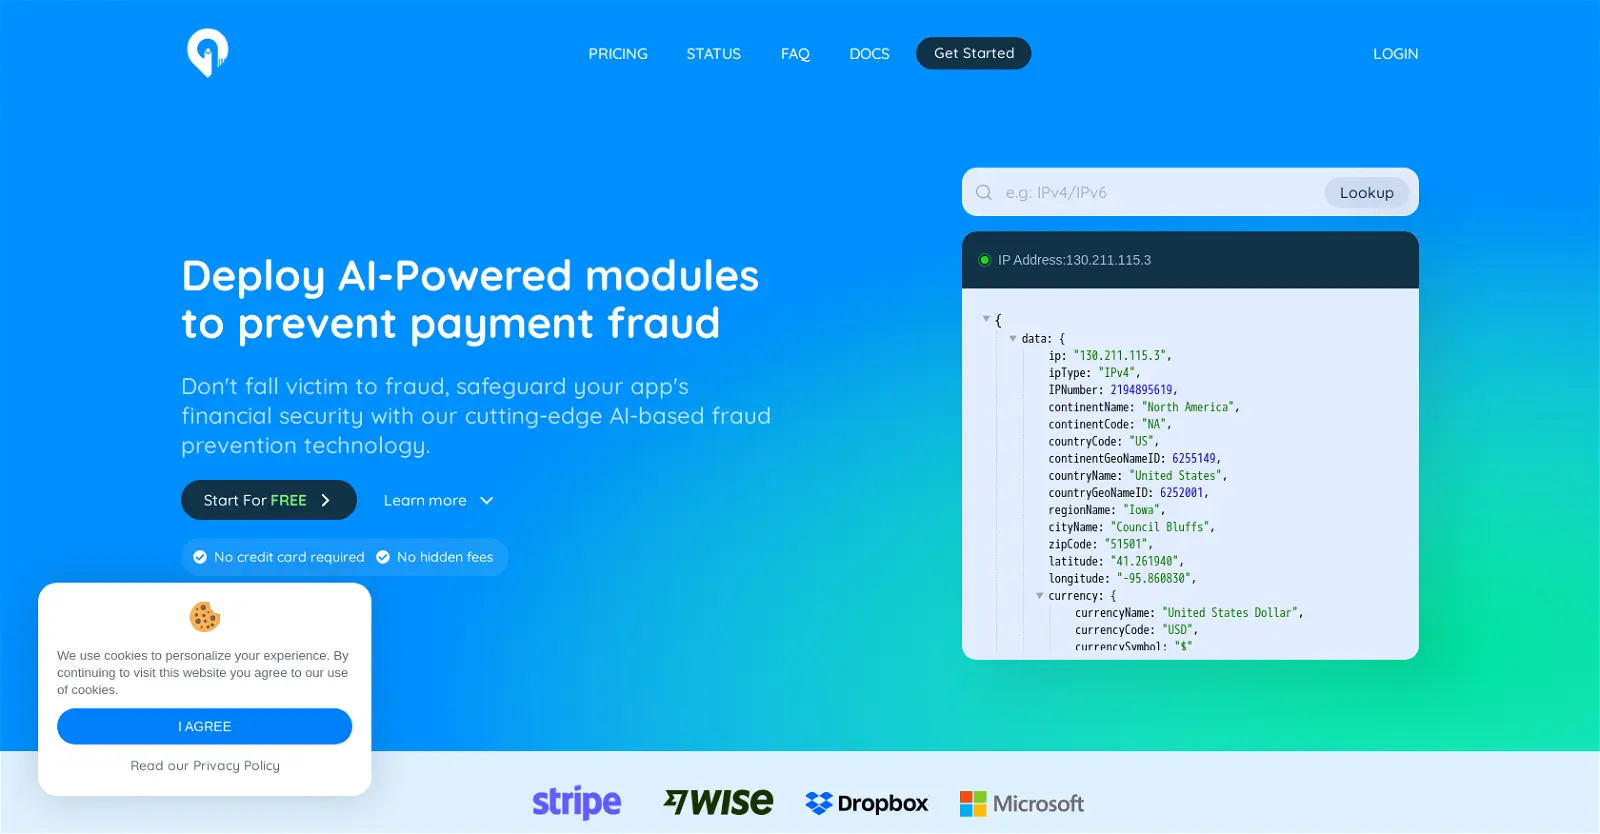 PRICING STATUS FAQ DOCS Get Started LOGIN
e.g: IPv4/IPv6 Lookup
IP Address:130.211.115.3
Deploy AI-Powered modules
to prevent payment fraud
Don't fall victim to fraud, safeguard your app's
financial security with our cutting-edge AI-based fraud
prevention technology.
Start For FREE Learn more
No credit card required No hidden fees
{
data: {
ip: "130.211.115.3",
ipType: "IPv4",
IPNumber: 2194895619,
continentName: "North America",
continentCode: "NA",
countryCode: "US",
continentGeoNameID: 6255149,
countryName: "United States",
countryGeoNameID: 6252001,
regionName: "Iowa",
cityName: "Council Bluffs",
zipCode: "51501",
latitude: "41.261940",
longitude: "-95.860830",
currency: {
currencyName: "United States Dollar",
currencyCode: "USD",
currencySymbol: "$"
We use cookies to personalize your experience. By
continuing to visit this website you agree to our use
of cookies.
I AGREE
Read our Privacy Policy
stripe WISE Dropbox Microsoft